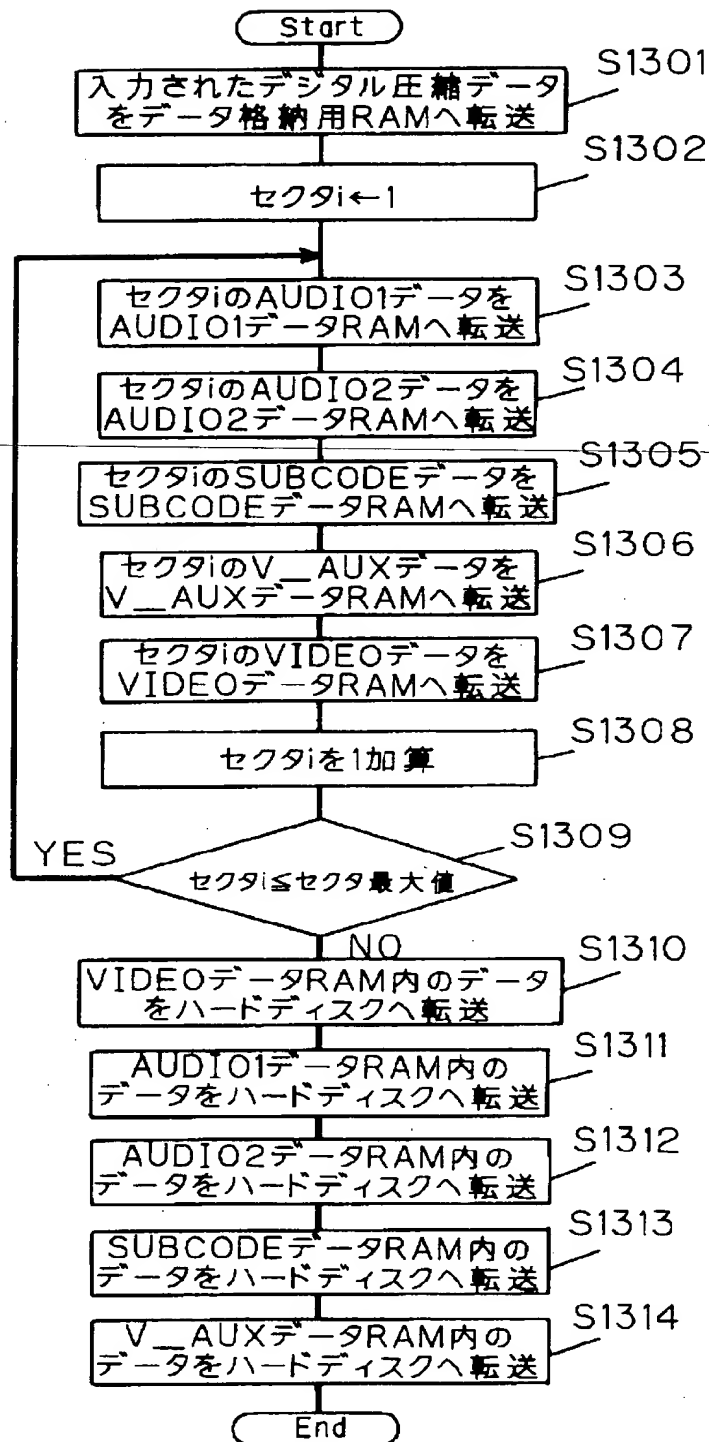 Start
S1301
入力されたデジタル圧縮データ
をデータ格納用RAMへ転送
S1302
セクタi←1
S1303
セクタiのAUDIO1データを
AUDIO1データRAMへ転送
S1304
セクタiのAUDIO2データを
AUDIO2データRAMへ転送
S1305
セクタiのSUBCODEデータを
SUBCODEデータRAMへ転送
S1306
セクタiのV__AUXデータを
V__AUXデータRAMへ転送
S1307
セクタiのVIDEOデータを
VIDEOデータRAMへ転送
S1308
セクタiを1加算
S1309
YES
セクタi≦セクタ最大値
NO
S1310
VIDEOデータRAM内のデータ
をハードディスクへ転送
S1311
AUDIO1データRAM内の
データをハードディスクへ転送
S1312
AUDIO2データRAM内の
データをハードディスクへ転送
S1313
SUBCODEデータRAM内の
データをハードディスクへ転送
S1314
V__AUXデータRAM内の
データをハードディスクへ転送
End